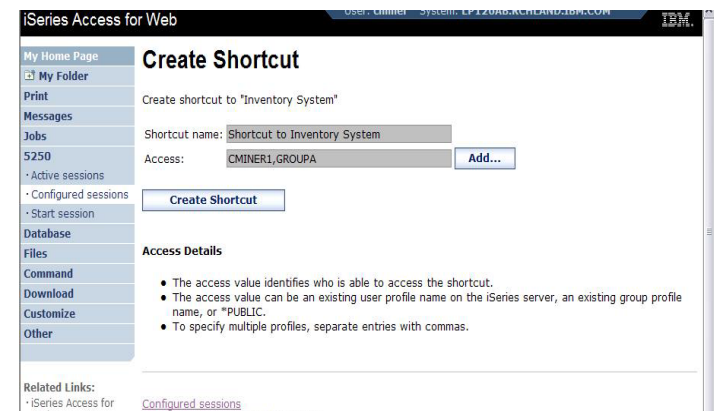 iSeries Access for Web
User: cminer System: LP120AB.RCHLAND.IBM.COM
IBM.
My Home Page
My Folder
Print
Messages
Jobs
5250
· Active sessions
· Configured sessions
· Start session
Database
Files
Command
Download
Customize
Other
Related Links:
· iSeries Access for
Create Shortcut
Create shortcut to "Inventory System"
Shortcut name: Shortcut to Inventory System
Access: CMINER1,GROUPA Add...
Create Shortcut
Access Details
● The access value identifies who is able to access the shortcut.
● The access value can be an existing user profile name on the iSeries server, an existing group profile
name, or *PUBLIC.
● To specify multiple profiles, separate entries with commas.
Configured sessions